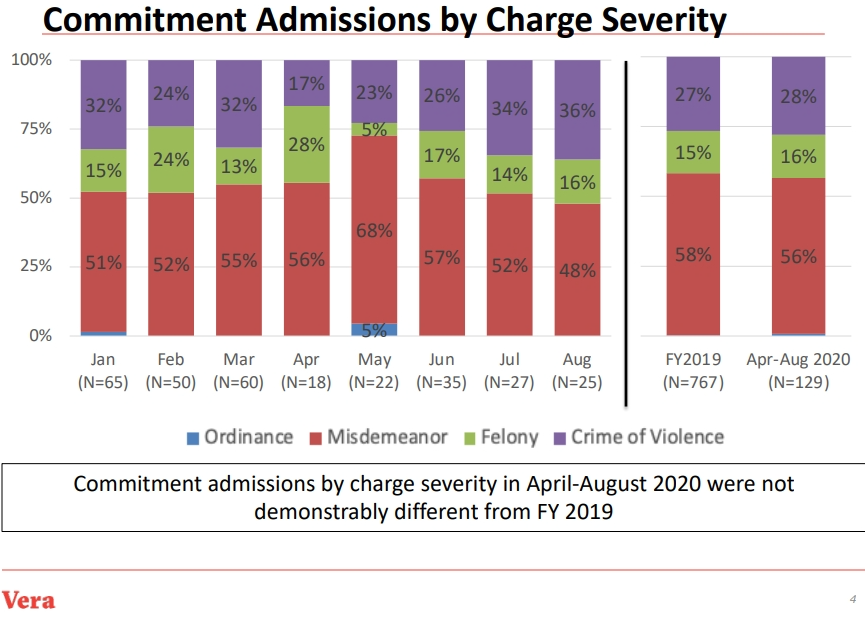 Commitment Admissions by Charge Severity
100%
75%
50%
25%
0%
32% 24% 32% 17% 23% 26% 34% 36% 27% 28%
15% 24% 13% 28% 5% 17% 14% 16% 15% 16%
51% 52% 55% 56% 68% 57% 52% 48% 58% 56%
5%
Jan Feb Mar Apr May Jun Jul Aug FY2019 Apr-Aug 2020
(N=65) (N=50) (N=60) (N=18) (N=22) (N=35) (N=27) (N=25) (N=767) (N=129)
Ordinance Misdemeanor Felony Crime of Violence
Commitment admissions by charge severity in April-August 2020 were not
demonstrably different from FY 2019
Vera
4